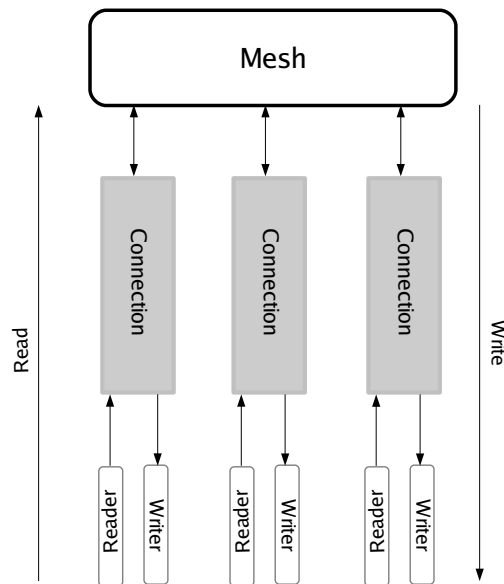 Mesh
Connection
Connection
Connection
Read
Write
Reader
Writer
Reader
Writer
Reader
Writer